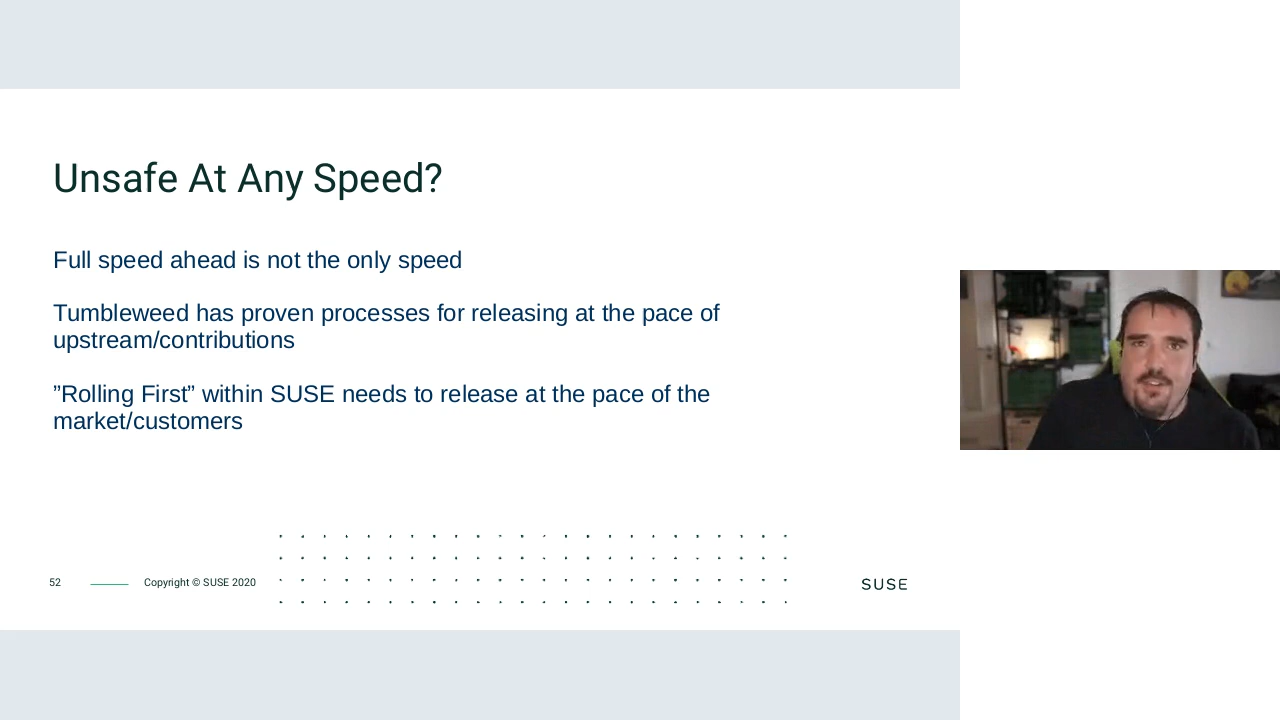 Unsafe At Any Speed?
Full speed ahead is not the only speed
Tumbleweed has proven processes for releasing at the pace of
upstream/contributions
”Rolling First” within SUSE needs to release at the pace of the
market/customers
52
Copyright © SUSE 2020
SUSE